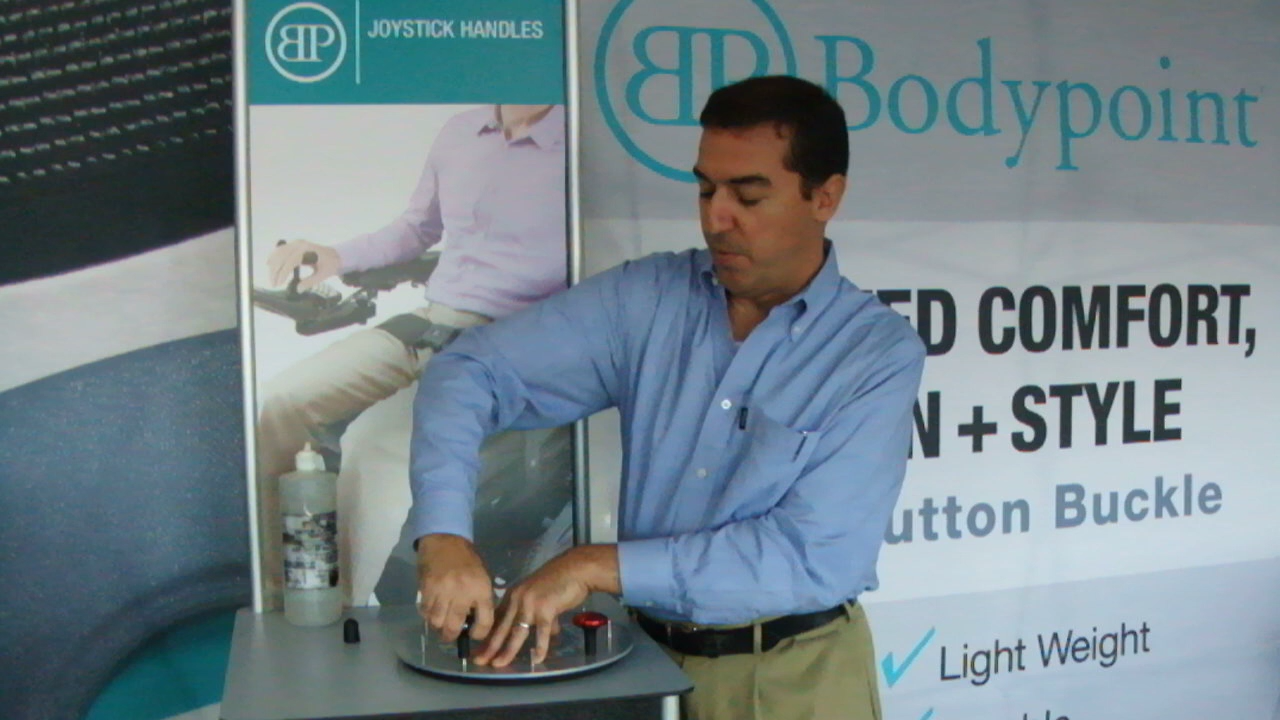 BP JOYSTICK HANDLES
BP Bodypoint
ED COMFORT,
N + STYLE
utton Buckle
✓ Light Weight